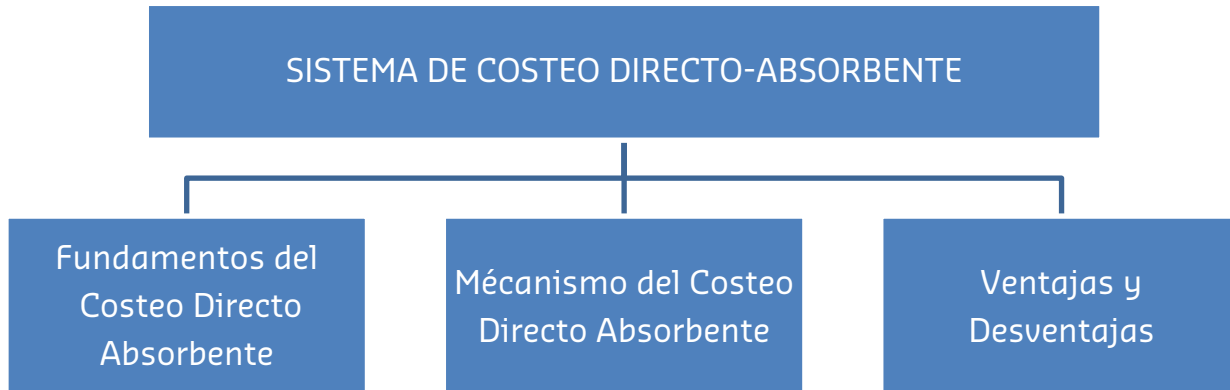 SISTEMA DE COSTEO DIRECTO-ABSORBENTE
Fundamentos del
Costeo Directo
Absorbente
Mécanismo del Costeo
Directo Absorbente
Ventajas y
Desventajas